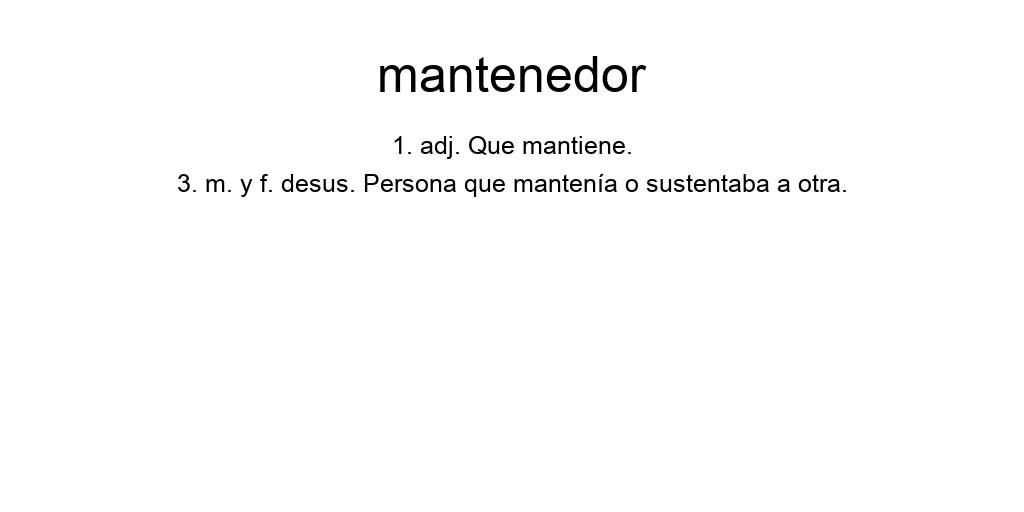 mantenedor
1. adj. Que mantiene.
3. m. y f. desus. Persona que mantenía o sustentaba a otra.